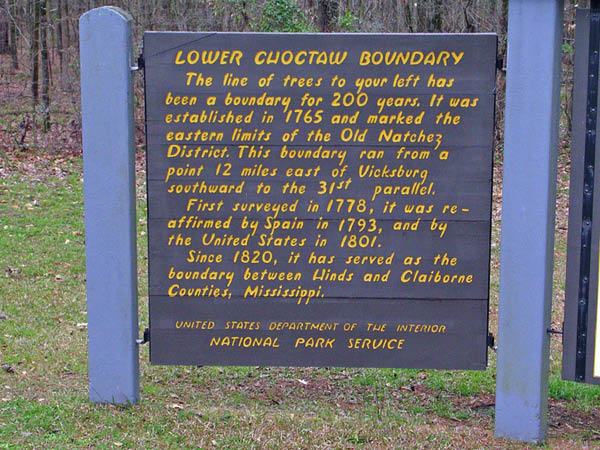 LOWER CHOCTAW BOUNDARY
The line of trees to your left has
been a boundary for 200 years. It was
established in 1765 and marked the
eastern limits of the Old Natchez
District. This boundary ran from a
point 12 miles east of Vicksburg
southward to the 31st parallel.
First surveyed in 1778, it was re-
affirmed by Spain in 1793, and by
the United States in 1801.
Since 1820, it has served as the
boundary between Hinds and Claiborne
Counties, Mississippi.
UNITED STATES DEPARTMENT OF THE INTERIOR
NATIONAL PARK SERVICE